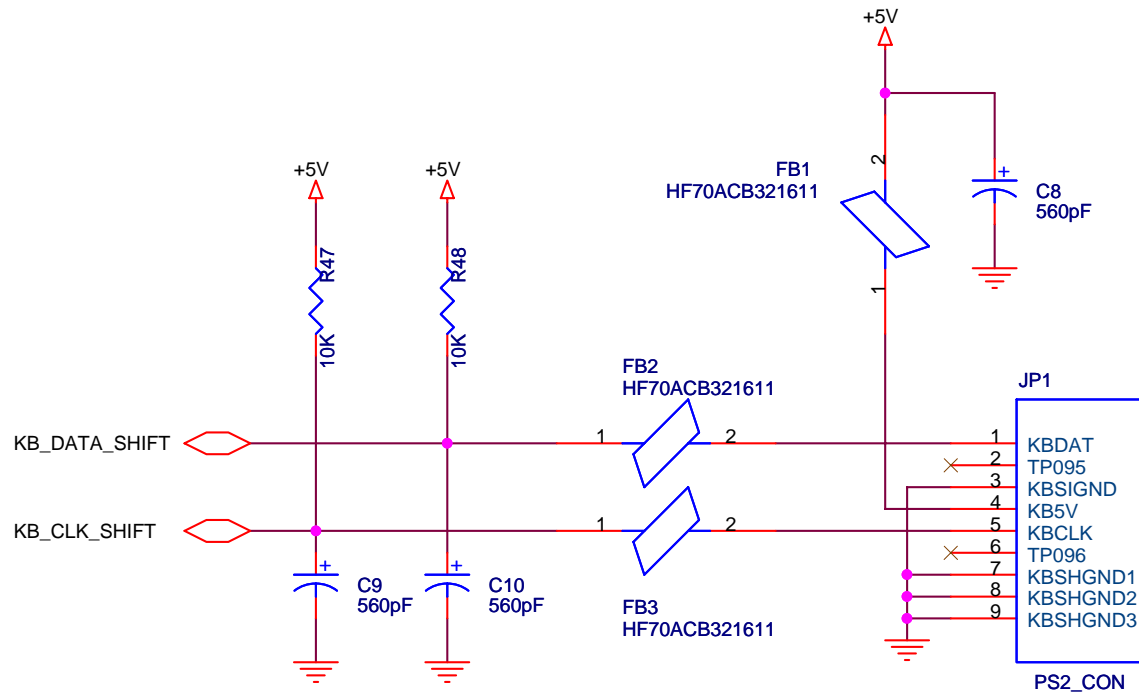 +5V
+5V
+5V
2
FB1
HF70ACB321611
C8
560pF
1
R47
10K
R48
10K
FB2
HF70ACB321611
JP1
KB_DATA_SHIFT
1
2
1
KBDAT
2
TP095
3
KBSIGND
4
KB5V
KB_CLK_SHIFT
1
2
5
KBCLK
6
TP096
7
KBSHGND1
8
KBSHGND2
9
KBSHGND3
+
C9
560pF
+
C10
560pF
+
FB3
HF70ACB321611
PS2_CON